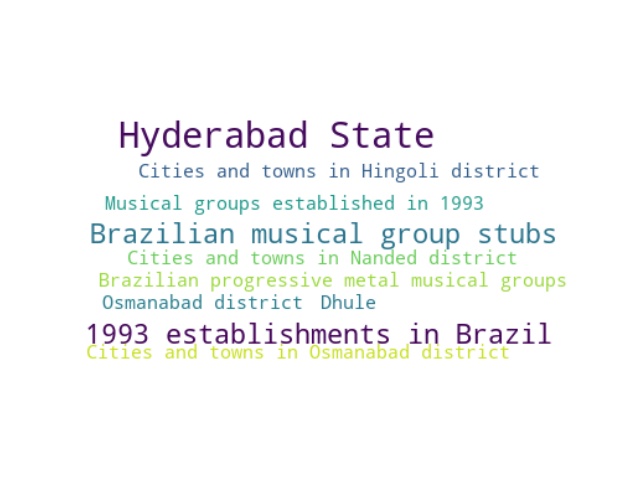 Hyderabad State
Cities and towns in Hingoli district
Musical groups established in 1993
Brazilian musical group stubs
Cities and towns in Nanded district
Brazilian progressive metal musical groups
Osmanabad district Dhule
1993 establishments in Brazil
Cities and towns in Osmanabad district